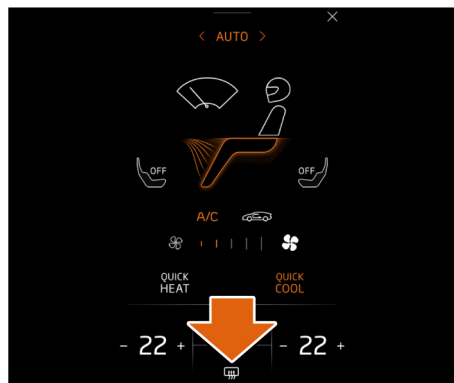 < AUTO >
OFF
OFF
A/C
QUICK
HEAT
QUICK
COOL
- 22 +
- 22 +